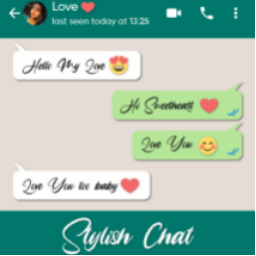 Love ❤️
last seen today at 13:25
Hello My Love 😍
Hi Sweetheart ❤️
Love You 😊
Love You too baby ❤️
Stylish Chat